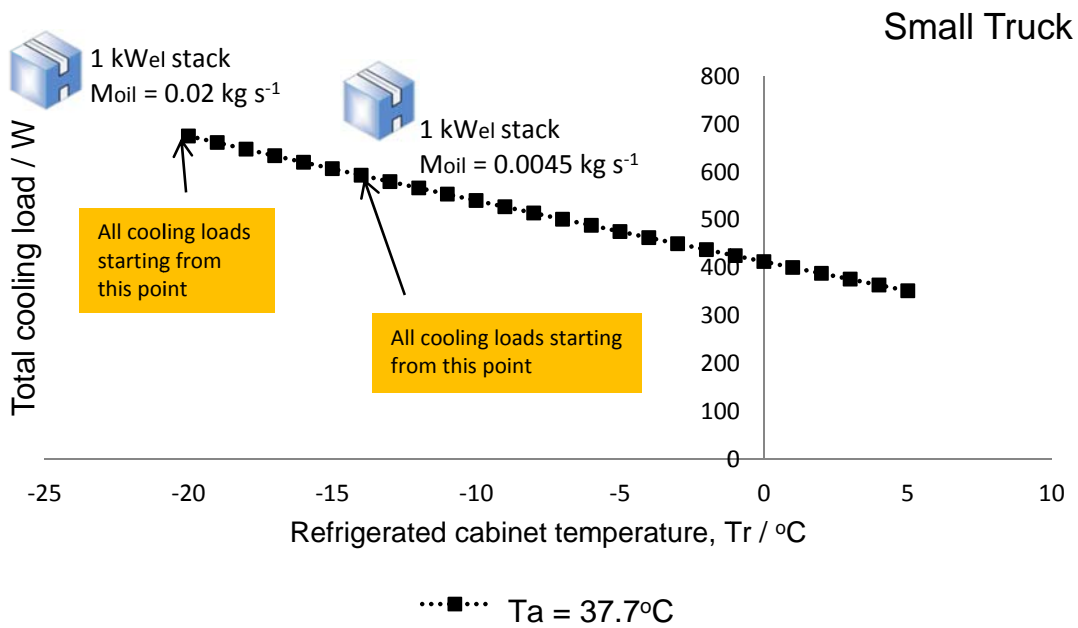 Small Truck
1 kWel stack
Moil = 0.02 kg s-1
1 kWel stack
Moil = 0.0045 kg s-1
Total cooling load / W
800
700
600
500
400
300
200
100
0
All cooling loads
starting from
this point
All cooling loads starting
from this point
-25 -20 -15 -10 -5 0 5 10
Refrigerated cabinet temperature, Tr / oC
Ta = 37.7oC